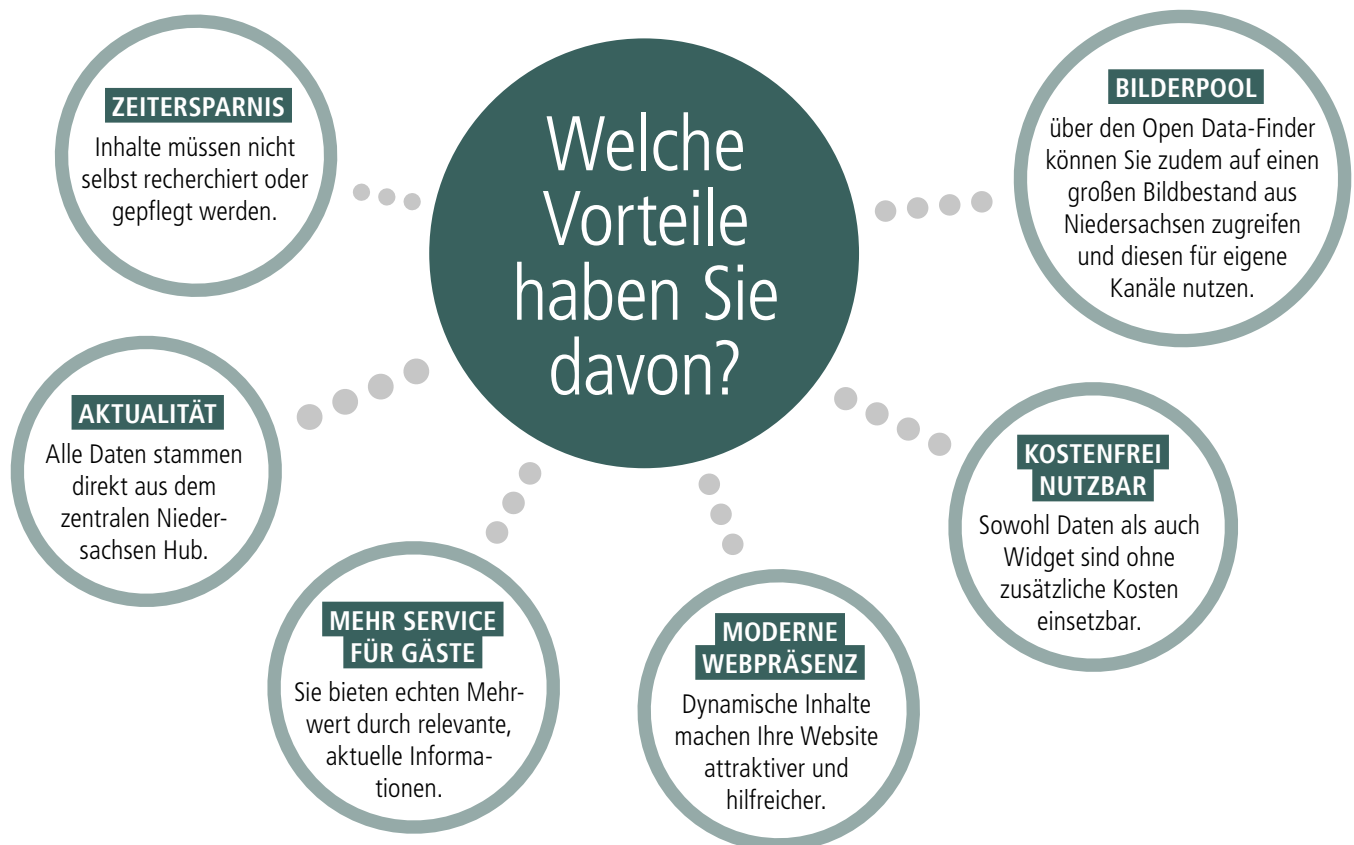 Welche
Vorteile
haben Sie
davon?
ZEITERSPARNIS
Inhalte müssen nicht
selbst recherchiert oder
gepflegt werden.
AKTUALITÄT
Alle Daten stammen
direkt aus dem
zentralen Nieder-
sachsen Hub.
MEHR SERVICE
FÜR GÄSTE
Sie bieten echten Mehr-
wert durch relevante,
aktuelle Informa-
tionen.
MODERNE
WEBPRÄSENZ
Dynamische Inhalte
machen Ihre Website
attraktiver und
hilfreicher.
KOSTENFREI
NUTZBAR
Sowohl Daten als auch
Widget sind ohne
zusätzliche Kosten
einsetzbar.
BILDERPOOL
über den Open Data-Finder
können Sie zudem auf einen
großen Bildbestand aus
Niedersachsen zugreifen
und diesen für eigene
Kanäle nutzen.